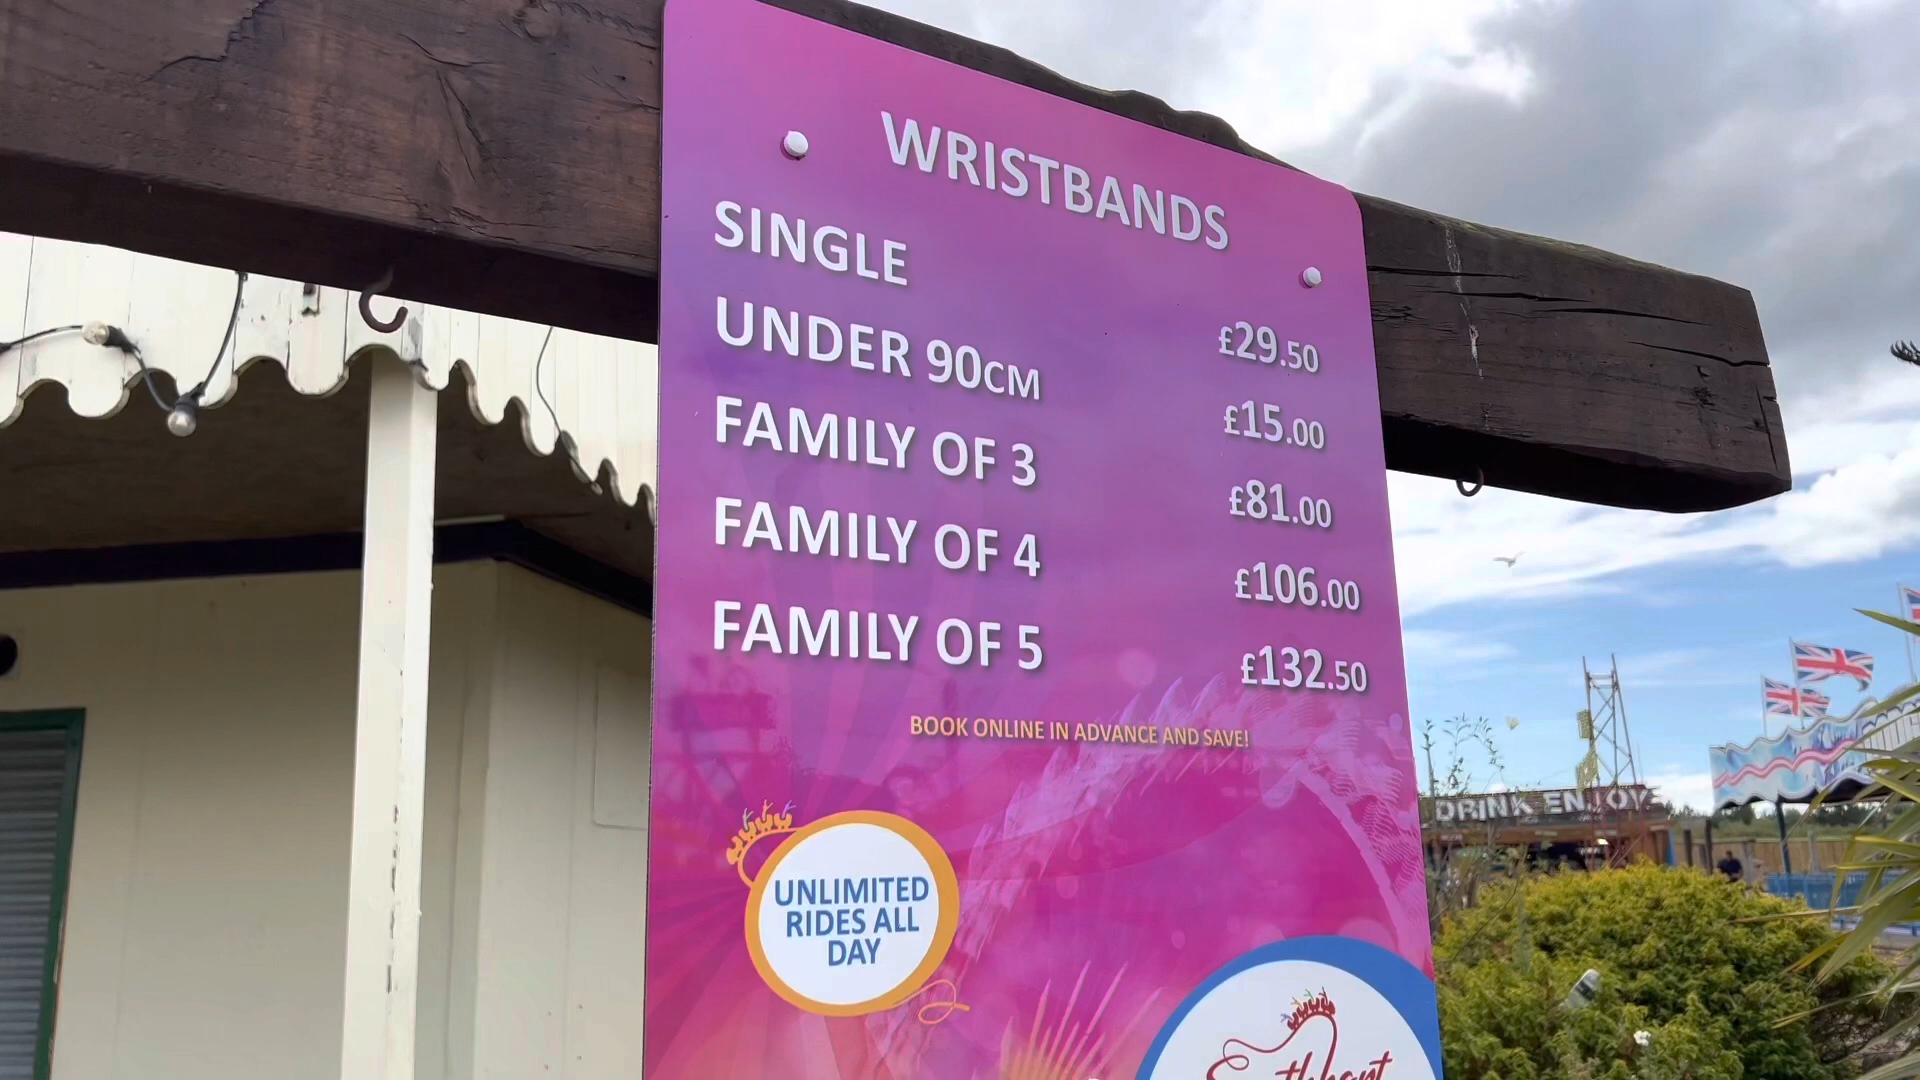 WRISTBANDS
SINGLE £29.50
UNDER 90CM £15.00
FAMILY OF 3 £81.00
FAMILY OF 4 £106.00
FAMILY OF 5 £132.50
BOOK ONLINE IN ADVANCE AND SAVE!
UNLIMITED
RIDES ALL
DAY
DRINK ENJOY